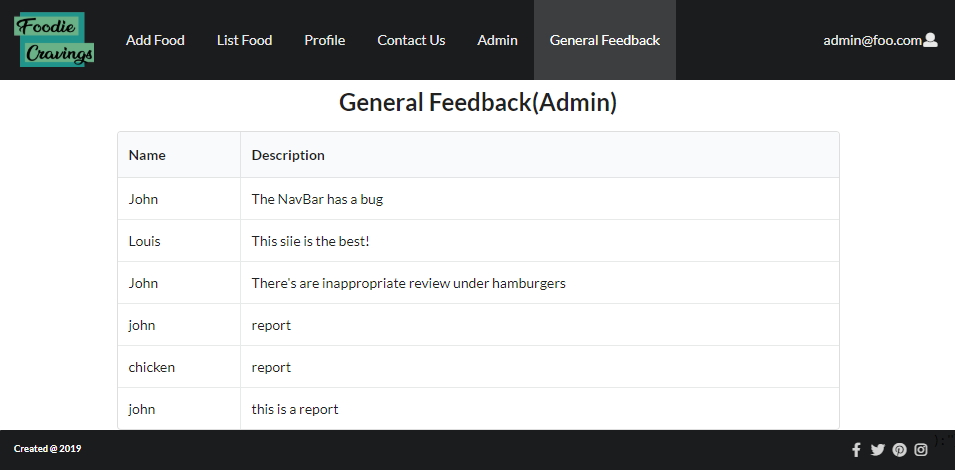 Foodie
Cravings
Add Food List Food Profile Contact Us Admin General Feedback admin@foo.com
General Feedback(Admin)
Name Description
John The NavBar has a bug
Louis This siie is the best!
John There's are inappropriate review under hamburgers
john report
chicken report
john this is a report
Created @ 2019